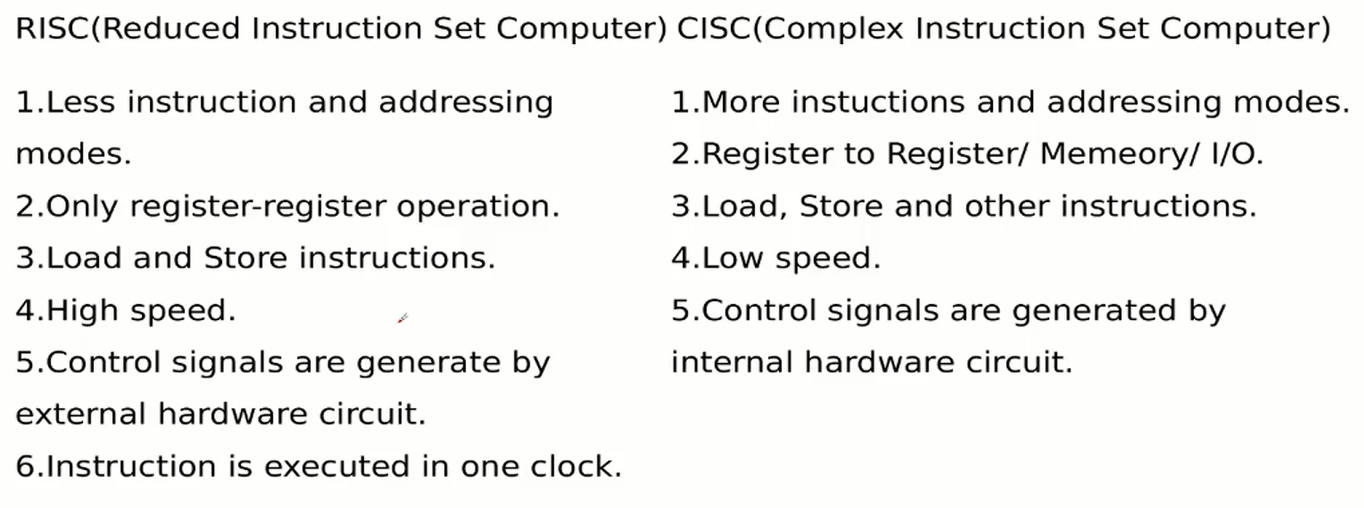 RISC(Reduced Instruction Set Computer)
1.Less instruction and addressing
modes.
2.Only register-register operation.
3.Load and Store instructions.
4.High speed.
5.Control signals are generate by
external hardware circuit.
6.Instruction is executed in one clock.
CISC(Complex Instruction Set Computer)
1.More instuctions and addressing modes.
2.Register to Register/ Memeory/ I/O.
3.Load, Store and other instructions.
4.Low speed.
5.Control signals are generated by
internal hardware circuit.